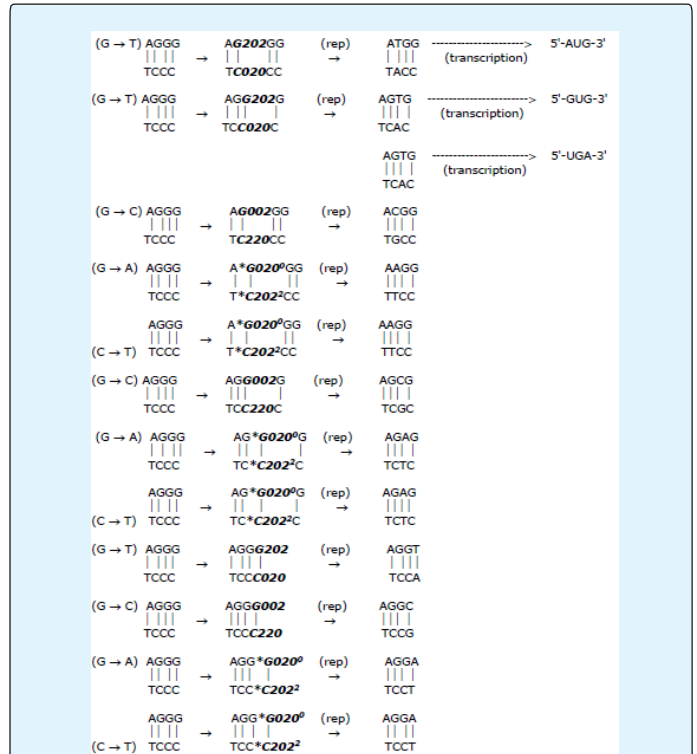 (G → T) AGGG → AG202GG (rep) → ATGG ----------------------> 5'-AUG-3'
TCCC TC020CC TACC (transcription)
(G → T) AGGG → AGG202G (rep) → AGTG ----------------------> 5'-GUG-3'
TCCC TCC020C TCAC (transcription)
AGTG ----------------------> 5'-UGA-3'
TCAC (transcription)
(G → C) AGGG → AG002GG (rep) → ACGG
TCCC TC220CC TGCC
(G → A) AGGG → A*G020⁰GG (rep) → AAGG
TCCC T*C202²CC TTCC
AGGG → A*G020⁰GG (rep) → AAGG
(C → T) TCCC T*C202²CC TTCC
(G → C) AGGG → AGG002G (rep) → AGCG
TCCC TCC220C TCGC
(G → A) AGGG → AG*G020⁰G (rep) → AGAG
TCCC TC*C202²C TCTC
AGGG → AG*G020⁰G (rep) → AGAG
(C → T) TCCC TC*C202²C TCTC
(G → T) AGGG → AGGG202 (rep) → AGGT
TCCC TCCC020 TCCA
(G → C) AGGG → AGGG002 (rep) → AGGC
TCCC TCCC220 TCCG
(G → A) AGGG → AGG*G020⁰ (rep) → AGGA
TCCC TCC*C202² TCCT
AGGG → AGG*G020⁰ (rep) → AGGA
(C → T) TCCC TCC*C202² TCCT